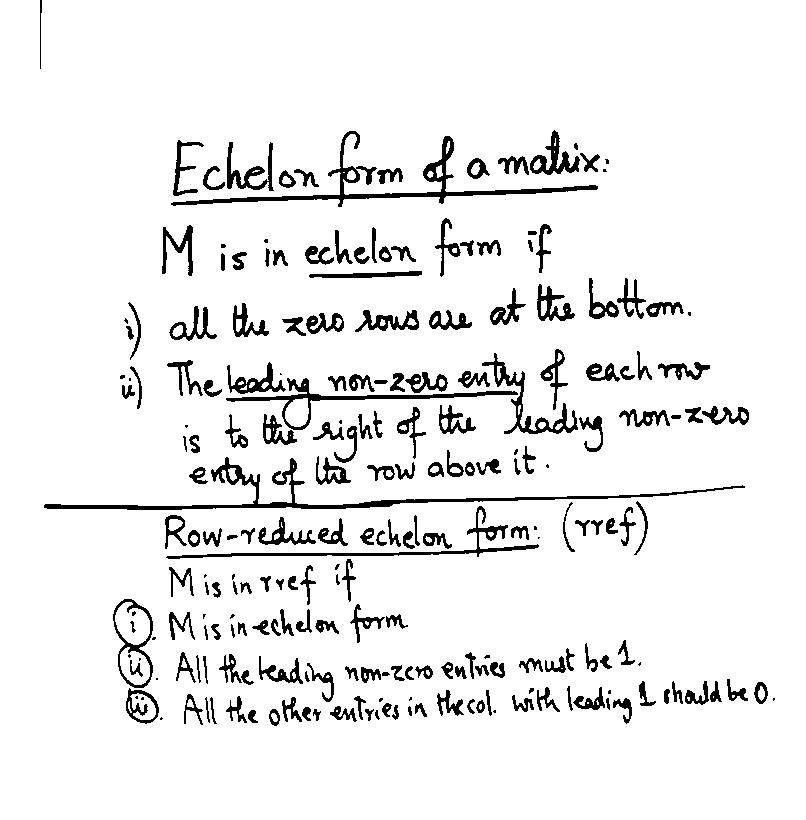 Echelon form of a matrix:
M is in echelon form if
i) all the zero rows are at the bottom.
ii) The leading non-zero entry of each row
is to the right of the leading non-zero
entry of the row above it.
Row-reduced echelon form: (rref)
M is in rref if
i. M is in echelon form
ii. All the leading non-zero entries must be 1.
iii. All the other entries in the col. with leading 1 should be 0.